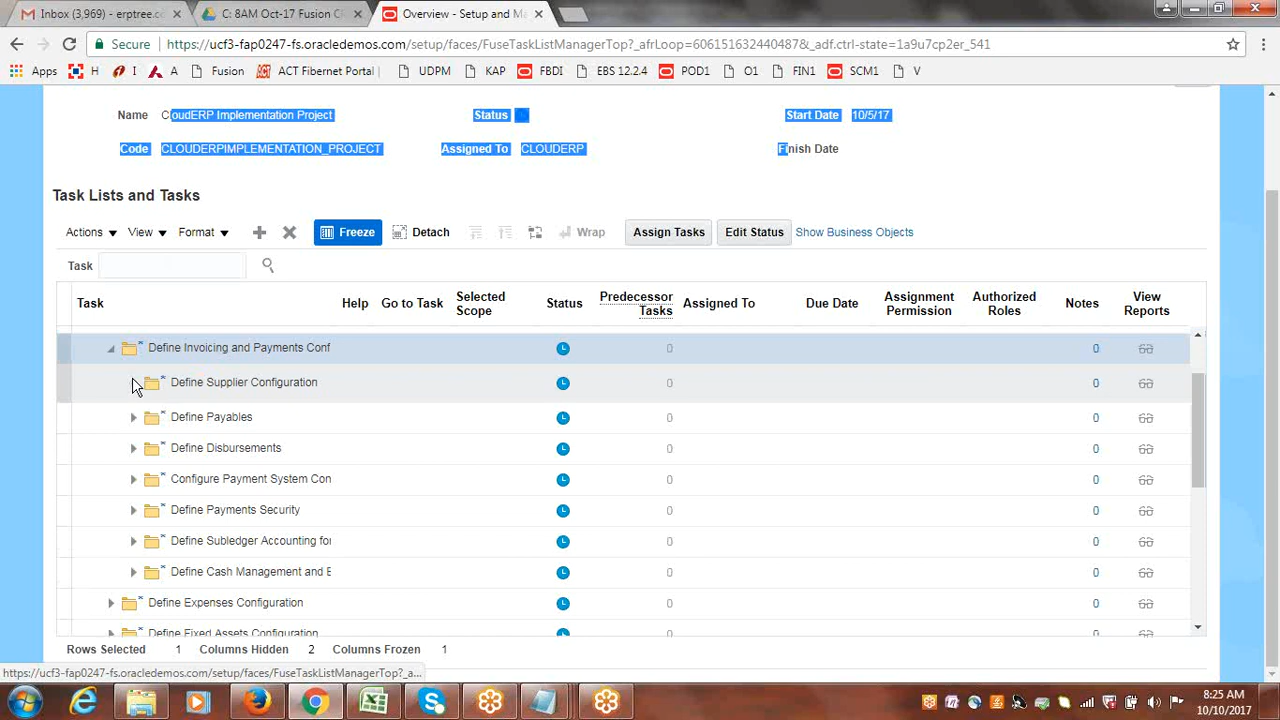 Inbox (3,969) - erptree.co
C: 8AM Oct-17 Fusion C
Overview - Setup and Ma
Secure
https://ucf3-fap0247-fs.oracledemos.com/setup/faces/FuseTaskListManagerTop?_afrLoop=6061516324404​87&_adf.ctrl-state=1a9u7cp2er_541
Apps H I A Fusion ACT Fibernet Portal UDPM KAP FBDI EBS 12.2.4 POD1 O1 FIN1 SCM1 V
Name CloudERP Implementation Project Status Start Date 10/5/17
Code CLOUDERPIMPLEMENTATION_PROJECT Assigned To CLOUDERP Finish Date
Task Lists and Tasks
Actions View Format Freeze Detach Wrap Assign Tasks Edit Status Show Business Objects
Task
Task Help Go to Task Selected Scope Status Predecessor Tasks Assigned To Due Date Assignment Permission Authorized Roles Notes View Reports
Define Invoicing and Payments Conf 0 0
Define Supplier Configuration 0 0
Define Payables 0 0
Define Disbursements 0 0
Configure Payment System Con 0 0
Define Payments Security 0 0
Define Subledger Accounting for 0 0
Define Cash Management and E 0 0
Define Expenses Configuration 0 0
Define Fixed Assets Configuration
Rows Selected 1 Columns Hidden 2 Columns Frozen 1
https://ucf3-fap0247-fs.oracledemos.com/setup/faces/FuseTaskListManagerTop?_a...
8:25 AM
10/10/2017